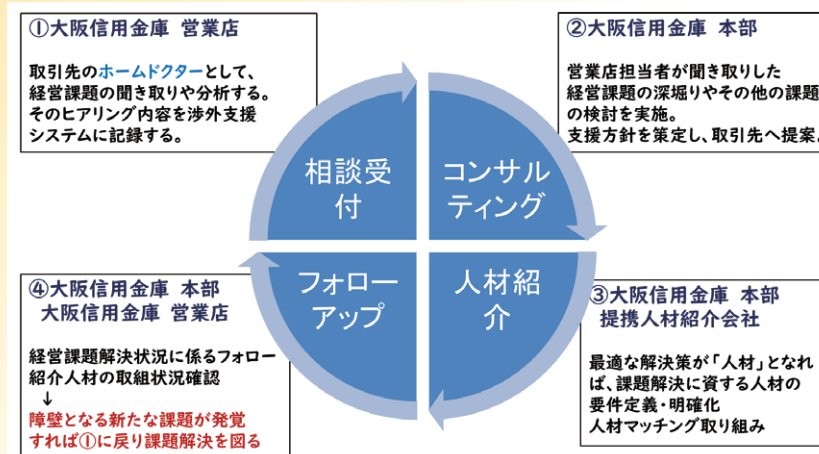 ①大阪信用金庫 営業店
取引先のホームドクターとして、
経営課題の聞き取りや分析する。
そのヒアリング内容を渉外支援
システムに記録する。
②大阪信用金庫 本部
営業店担当者が聞き取りした
経営課題の深堀りやその他の課題
の検討を実施。
支援方針を策定し、取引先へ提案。
相談受
付
コンサル
ティング
フォロー
アップ
人材紹
介
③大阪信用金庫 本部
提携人材紹介会社
最適な解決策が「人材」となれ
ば、課題解決に資する人材の
要件定義・明確化
人材マッチング取り組み
④大阪信用金庫 本部
大阪信用金庫 営業店
経営課題解決状況に係るフォロー
紹介人材の取組状況確認
↓
障壁となる新たな課題が発覚
すれば①に戻り課題解決を図る